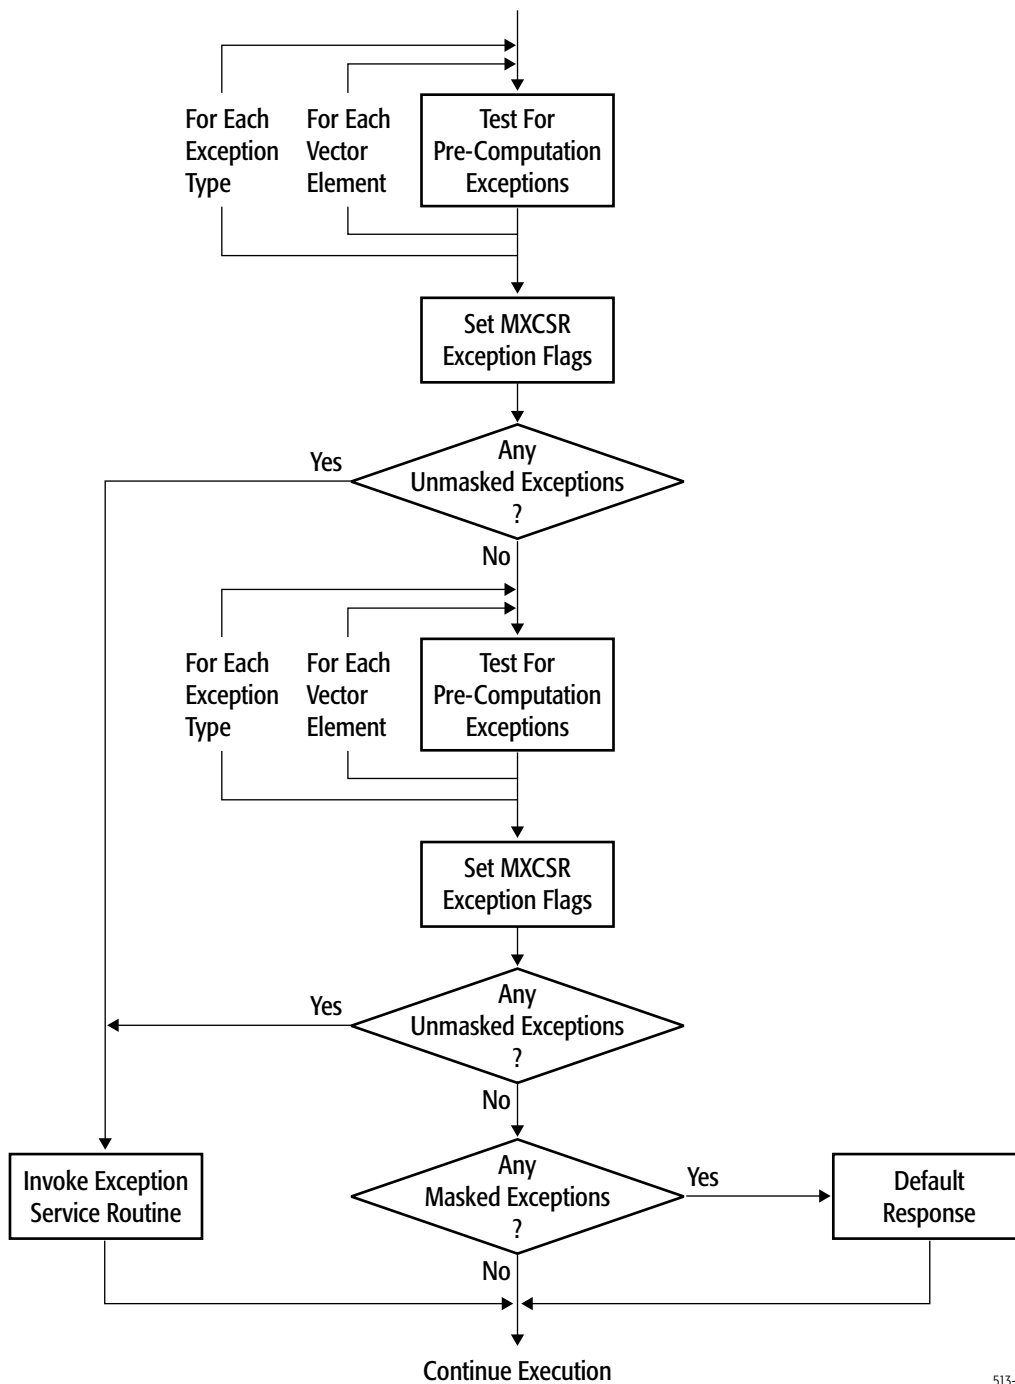 For Each
Exception
Type
For Each
Vector
Element
Test For
Pre-Computation
Exceptions
Set MXCSR
Exception Flags
Any
Unmasked Exceptions
?
Yes
No
For Each
Exception
Type
For Each
Vector
Element
Test For
Pre-Computation
Exceptions
Set MXCSR
Exception Flags
Any
Unmasked Exceptions
?
Yes
No
Invoke Exception
Service Routine
Any
Masked Exceptions
?
Yes
Default
Response
No
Continue Execution
513-